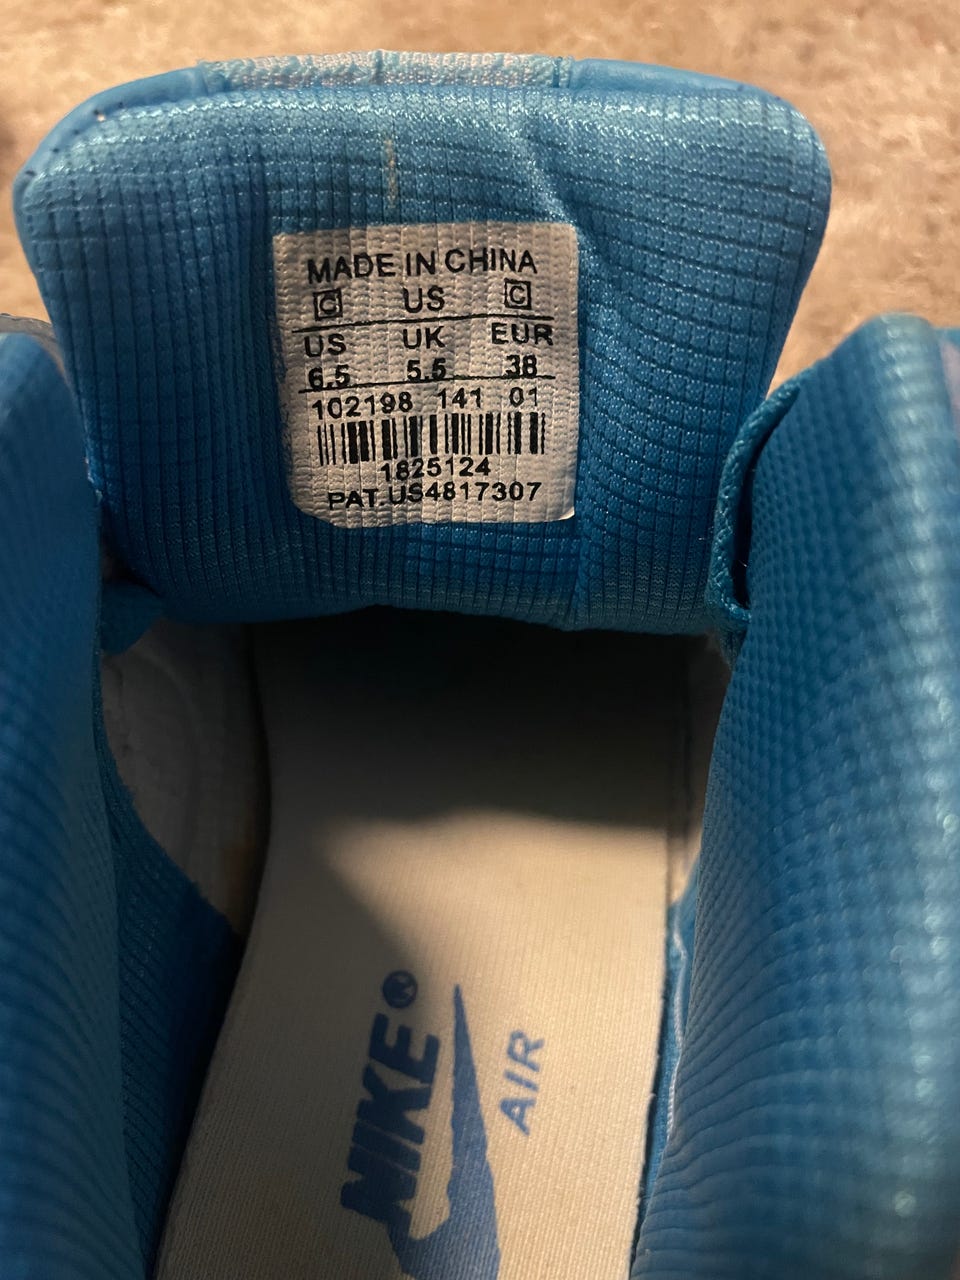 MADE IN CHINA
C US C
US UK EUR
6.5 5.5 38
102198 141 01
1825124
PAT.US4817307
NIKE®
AIR